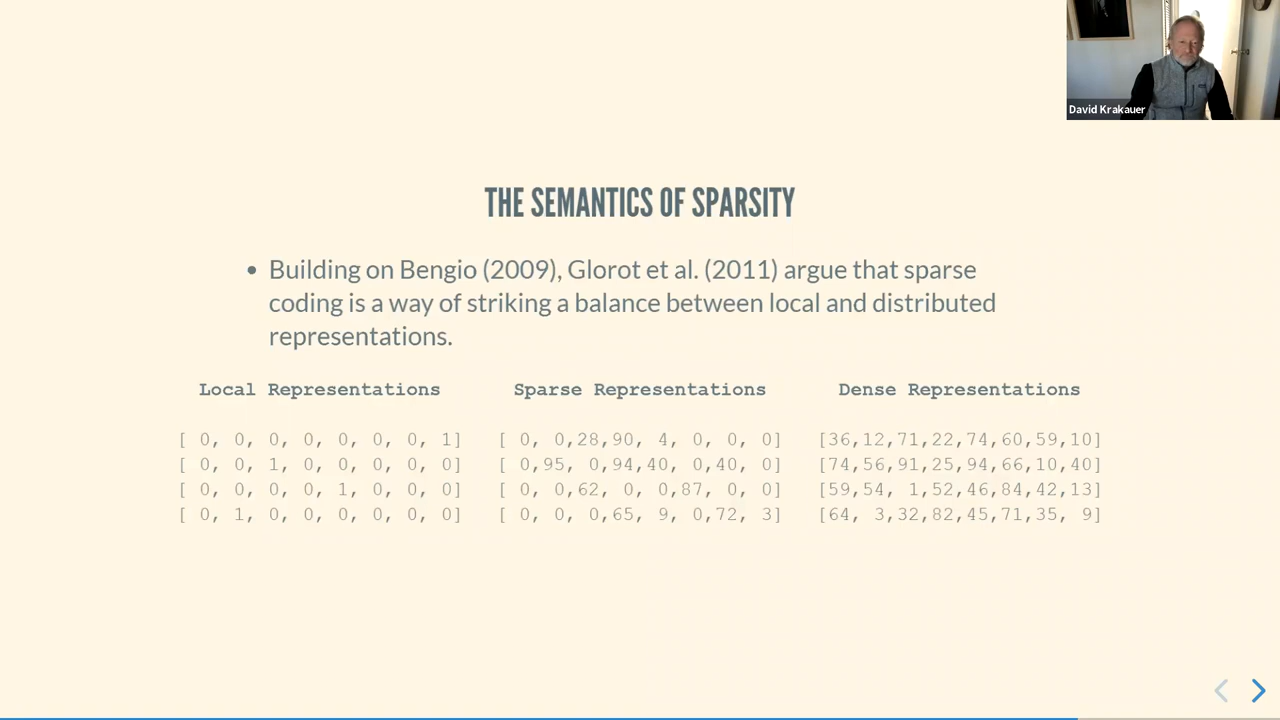 David Krakauer
THE SEMANTICS OF SPARSITY
• Building on Bengio (2009), Glorot et al. (2011) argue that sparse
coding is a way of striking a balance between local and distributed
representations.
Local Representations Sparse Representations Dense Representations
[ 0, 0, 0, 0, 0, 0, 0, 1] [ 0, 0,28,90, 4, 0, 0, 0] [36,12,71,22,74,60,59,10]
[ 0, 0, 1, 0, 0, 0, 0, 0] [ 0,95, 0,94,40, 0,40, 0] [74,56,91,25,94,66,10,40]
[ 0, 0, 0, 0, 1, 0, 0, 0] [ 0, 0,62, 0, 0,87, 0, 0] [59,54, 1,52,46,84,42,13]
[ 0, 1, 0, 0, 0, 0, 0, 0] [ 0, 0, 0,65, 9, 0,72, 3] [64, 3,32,82,45,71,35, 9]